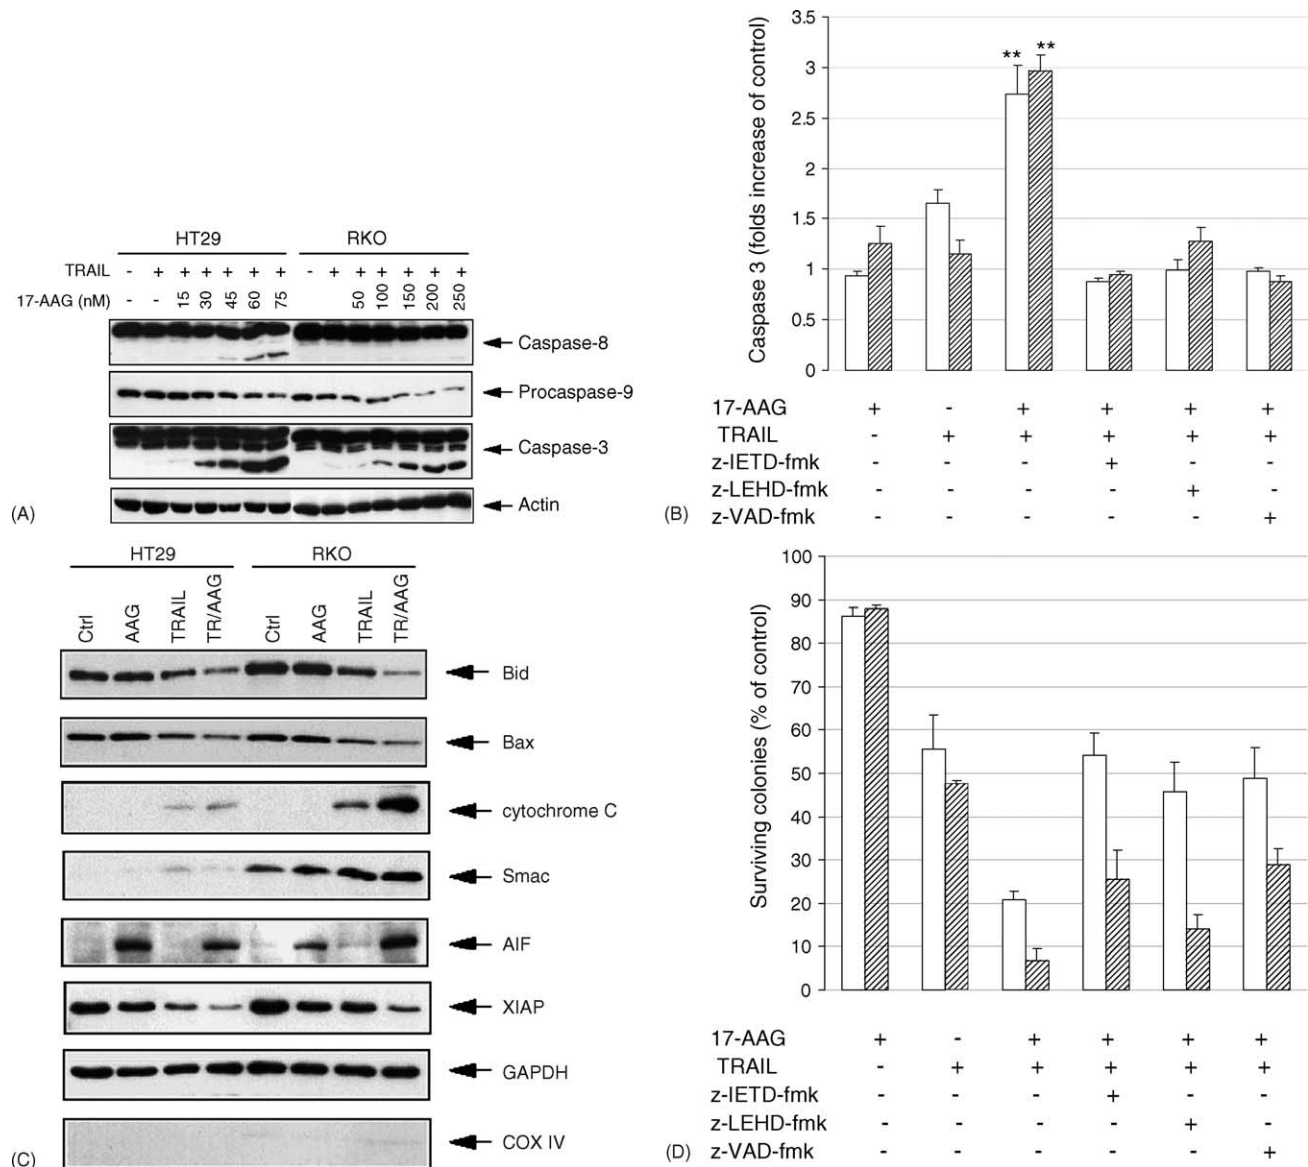 HT29 RKO
TRAIL - + + + + + + - + + + + + +
17-AAG (nM) - - 15 30 45 60 75 - - 50 100 150 200 250
Caspase-8
Procaspase-9
Caspase-3
Actin
(A)
Caspase 3 (folds increase of control)
3.5
3
2.5
2
1.5
1
0.5
0
** **
17-AAG + - + + + +
TRAIL - + + + + +
z-IETD-fmk - - - + - -
z-LEHD-fmk - - - - + -
z-VAD-fmk - - - - - +
(B)
HT29 RKO
Ctrl AAG TRAIL TR/AAG Ctrl AAG TRAIL TR/AAG
Bid
Bax
cytochrome C
Smac
AIF
XIAP
GAPDH
COX IV
(C)
Surviving colonies (% of control)
100
90
80
70
60
50
40
30
20
10
0
17-AAG + - + + + +
TRAIL - + + + + +
z-IETD-fmk - - - + - -
z-LEHD-fmk - - - - + -
z-VAD-fmk - - - - - +
(D)